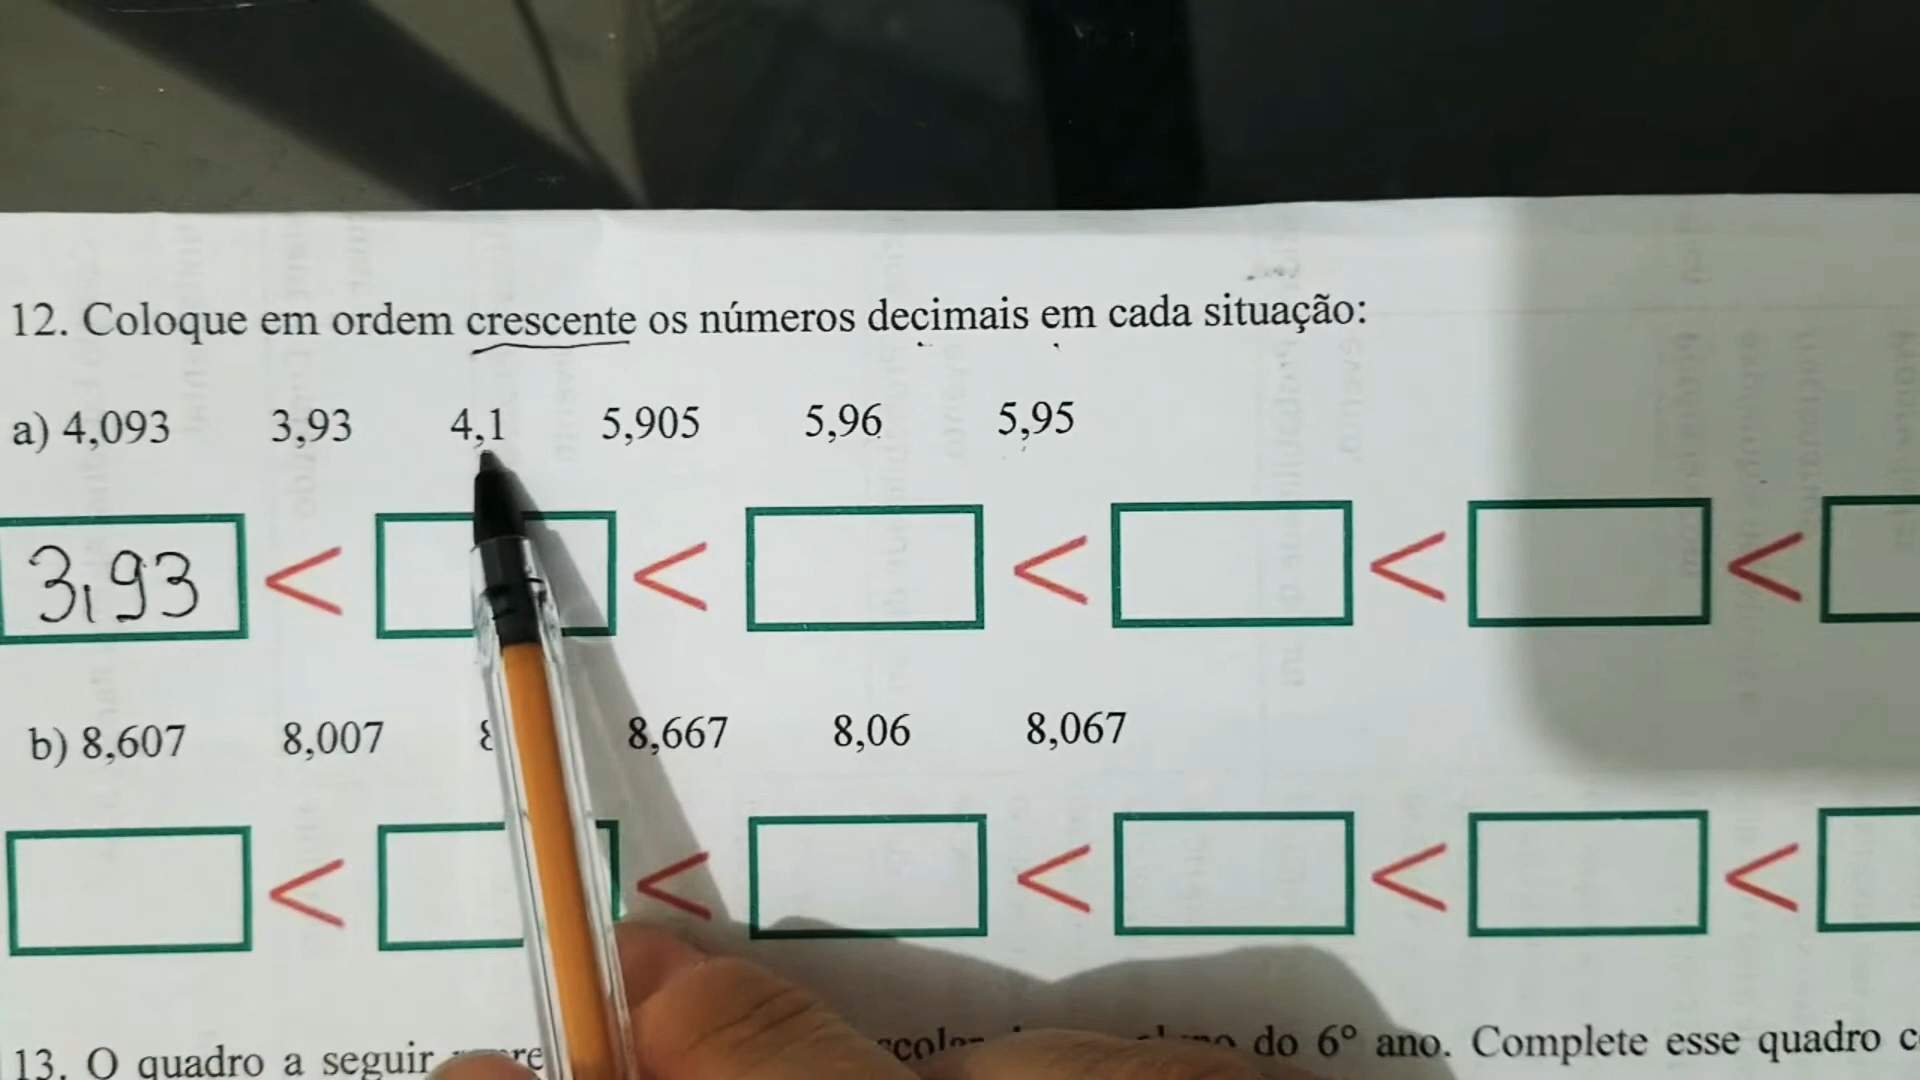 12. Coloque em ordem crescente os números decimais em cada situação:
a) 4,093 3,93 4,1 5,905 5,96 5,95
3,93 < < < < <
b) 8,607 8,007 8,667 8,06 8,067
< < < < <
13. O quadro a seguir do 6º ano. Complete esse quadro